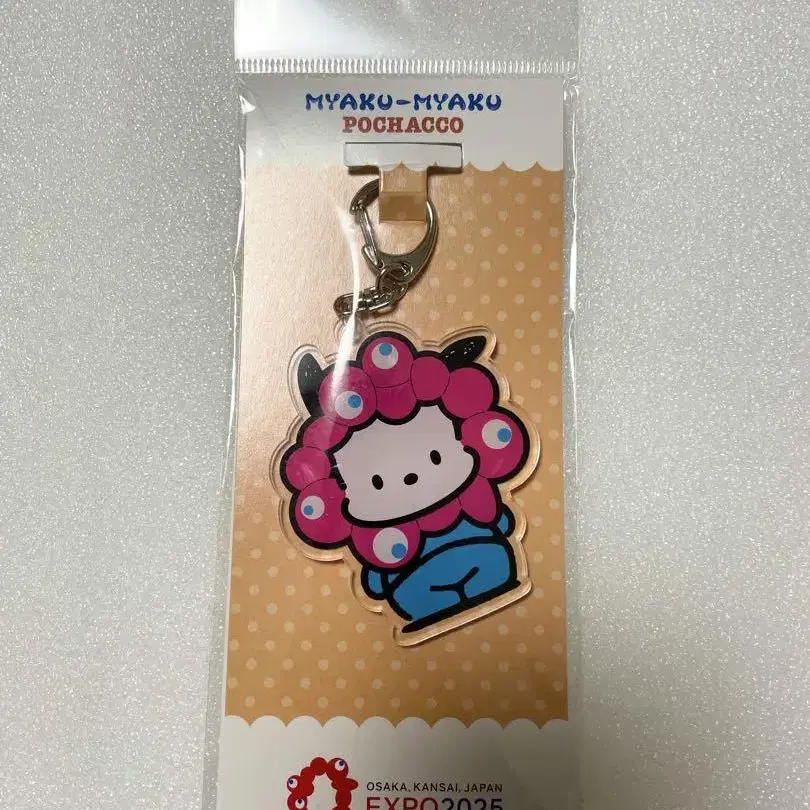 MYAKU-MYAKU
POCHACCO
OSAKA, KANSAI, JAPAN
EXPO2025